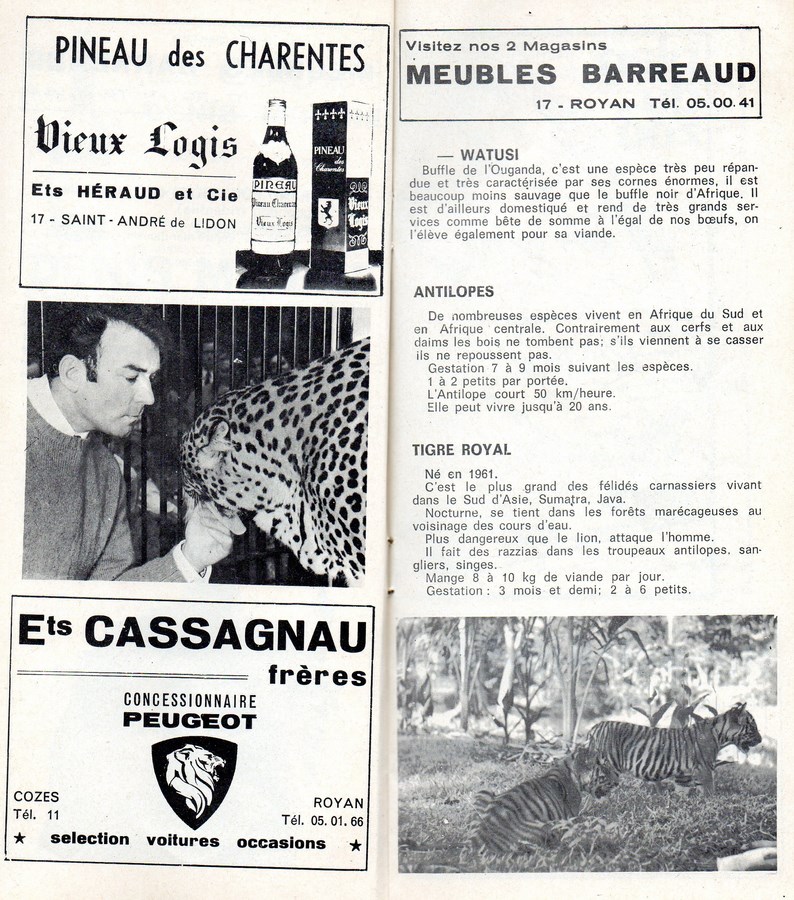 PINEAU des CHARENTES
Vieux Logis
Ets HÉRAUD et Cie
17 - SAINT-ANDRÉ de LIDON
PINEAU
Pineau Charentes
Vieux Logis
PINEAU
des
Charentes
Vieux
Logis
Ets CASSAGNAU
frères
CONCESSIONNAIRE
PEUGEOT
COZES
Tél. 11
ROYAN
Tél. 05.01.66
★ selection voitures occasions ★
Visitez nos 2 Magasins
MEUBLES BARREAUD
17 - ROYAN Tél. 05.00.41
— WATUSI
Buffle de l'Ouganda, c'est une espèce très peu répan-
due et très caractérisée par ses cornes énormes, il est
beaucoup moins sauvage que le buffle noir d'Afrique. Il
est d'ailleurs domestiqué et rend de très grands ser-
vices comme bête de somme à l'égal de nos bœufs, on
l'élève également pour sa viande.
ANTILOPES
De nombreuses espèces vivent en Afrique du Sud et
en Afrique centrale. Contrairement aux cerfs et aux
daims les bois ne tombent pas; s'ils viennent à se casser
ils ne repoussent pas.
Gestation 7 à 9 mois suivant les espèces.
1 à 2 petits par portée.
L'Antilope court 50 km/heure.
Elle peut vivre jusqu'à 20 ans.
TIGRE ROYAL
Né en 1961.
C'est le plus grand des félidés carnassiers vivant
dans le Sud d'Asie, Sumatra, Java.
Nocturne, se tient dans les forêts marécageuses au
voisinage des cours d'eau.
Plus dangereux que le lion, attaque l'homme.
Il fait des razzias dans les troupeaux antilopes, san-
gliers, singes.
Mange 8 à 10 kg de viande par jour.
Gestation : 3 mois et demi; 2 à 6 petits.